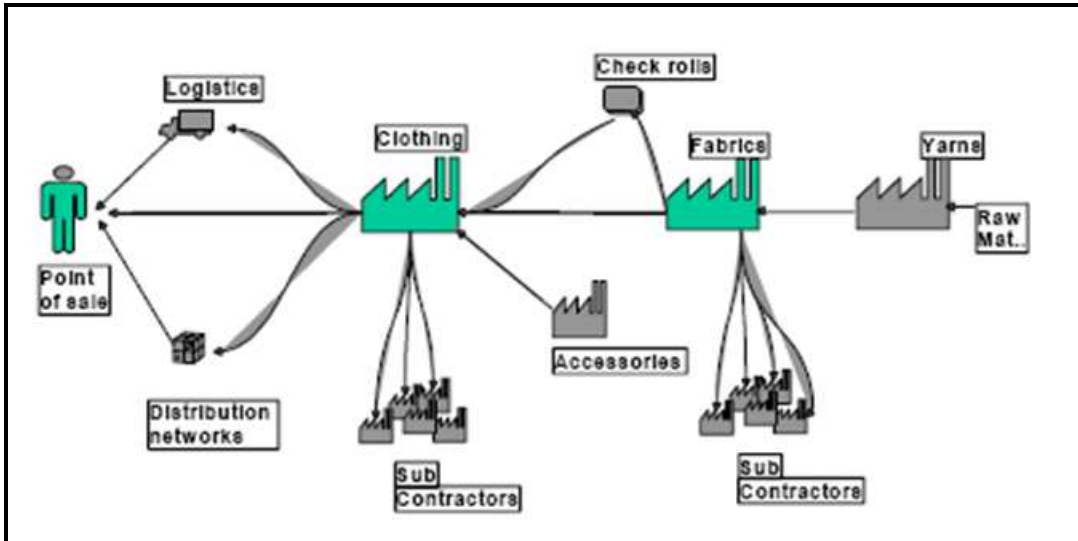 Logistics
Check rolls
Clothing
Fabrics
Yarns
Raw
Mat..
Point
of sale
Accessories
Distribution
networks
Sub
Contractors
Sub
Contractors